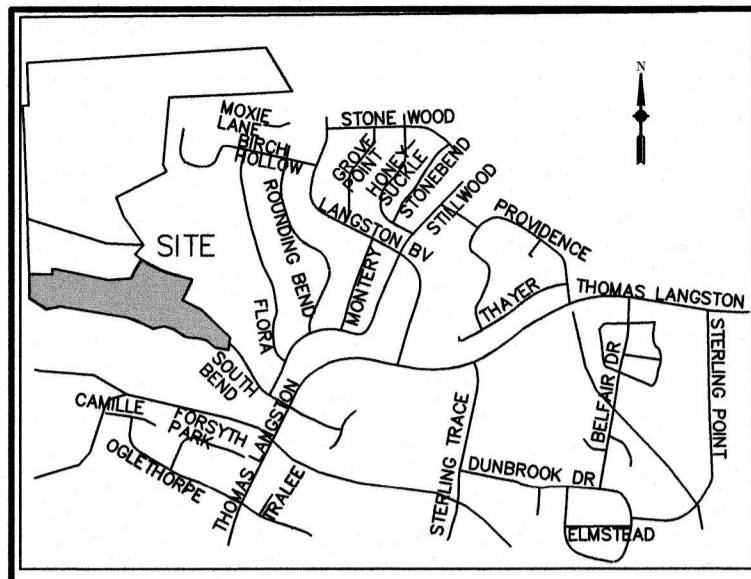 N
MOXIE
LANE
BIRCH
HOLLOW
STONE WOOD
GROVE
POINT
HONEY-
SUCKLE
STONEBEND
STILLWOOD
PROVIDENCE
ROUNDING BEND
LANGSTON BV
SITE
MONTERY
THAYER
THOMAS LANGSTON
FLORA
SOUTH
BEND
BELFAIR DR
STERLING POINT
CAMILLE
FORSYTH
PARK
OGLETHORPE
THOMAS LANGSTON
TRALEE
STERLING TRACE
DUNBROOK DR
ELMSTEAD